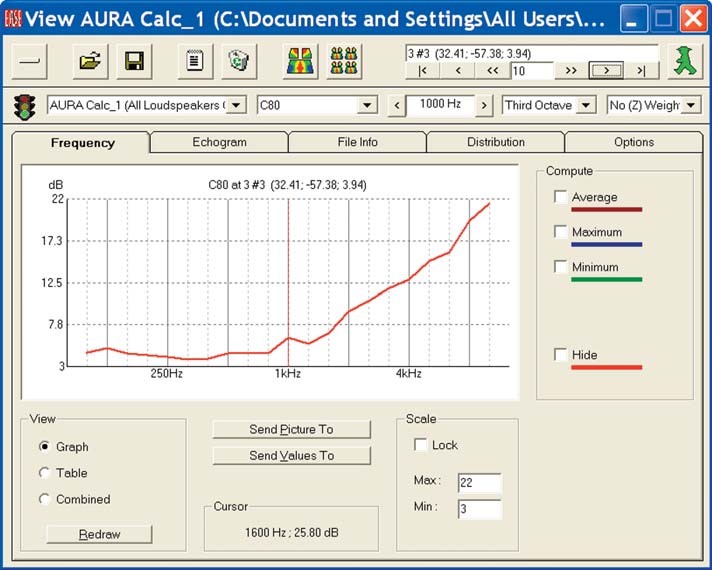 EASE
View AURA Calc_1 (C:\Documents and Settings\All Users\...
3 #3 (32.41; -57.38; 3.94)
|< < << 10 >> > >|
AURA Calc_1 (All Loudspeakers ( C80 < 1000 Hz > Third Octave No (Z) Weigh
Frequency Echogram File Info Distribution Options
dB C80 at 3 #3 (32.41; -57.38; 3.94)
22
17.3
12.5
7.8
3
250Hz 1kHz 4kHz
Compute
Average
Maximum
Minimum
Hide
View
Graph
Table
Combined
Redraw
Send Picture To
Send Values To
Cursor
1600 Hz ; 25.80 dB
Scale
Lock
Max : 22
Min : 3